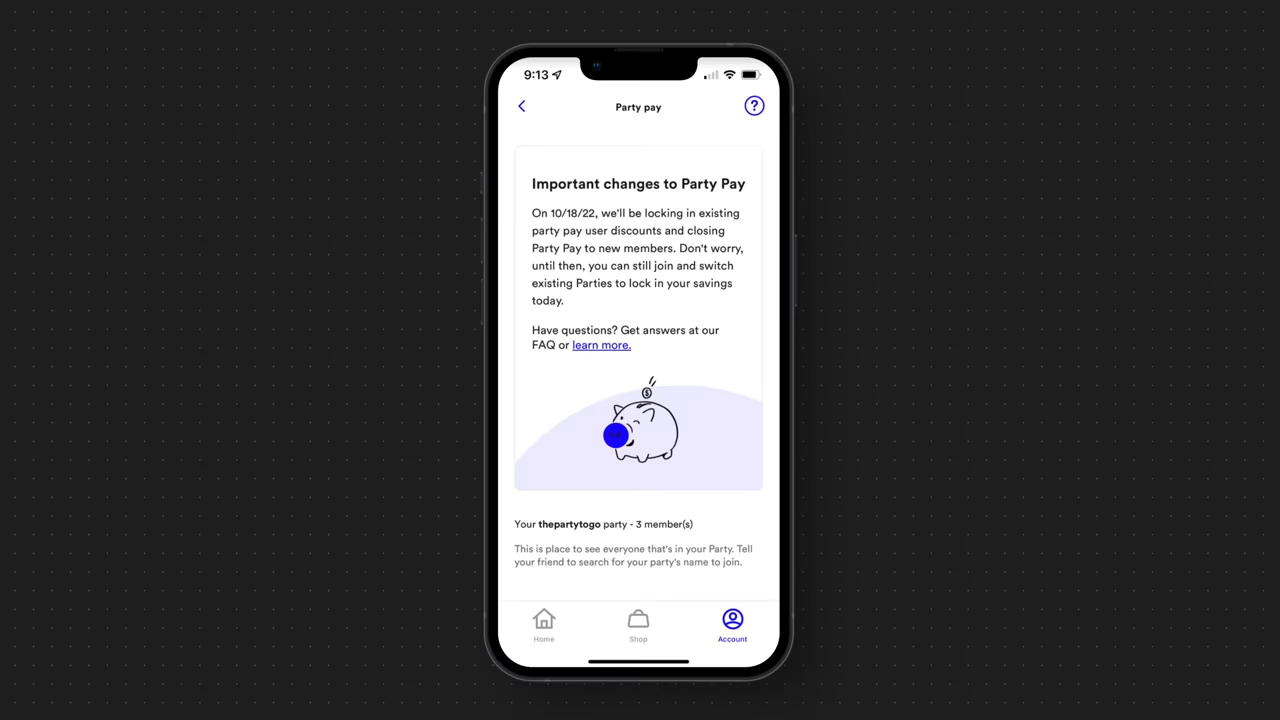 9:13
Party pay
?
Important changes to Party Pay
On 10/18/22, we'll be locking in existing
party pay user discounts and closing
Party Pay to new members. Don't worry,
until then, you can still join and switch
existing Parties to lock in your savings
today.
Have questions? Get answers at our
FAQ or learn more.
$
Your thepartytogo party - 3 member(s)
This is place to see everyone that's in your Party. Tell
your friend to search for your party's name to join.
Home Shop Account